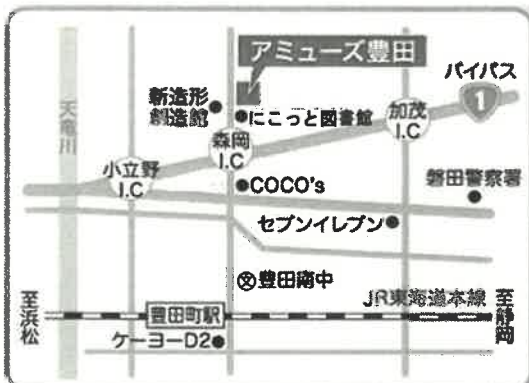 アミューズ豊田
バイパス
1
新造形
創造館
にこっと図書館
加茂
I.C
森岡
I.C
天竜川
小立野
I.C
COCO's
磐田警察署
セブンイレブン
豊田南中
JR東海道本線
至浜松
豊田町駅
至静岡
ケーヨーD2